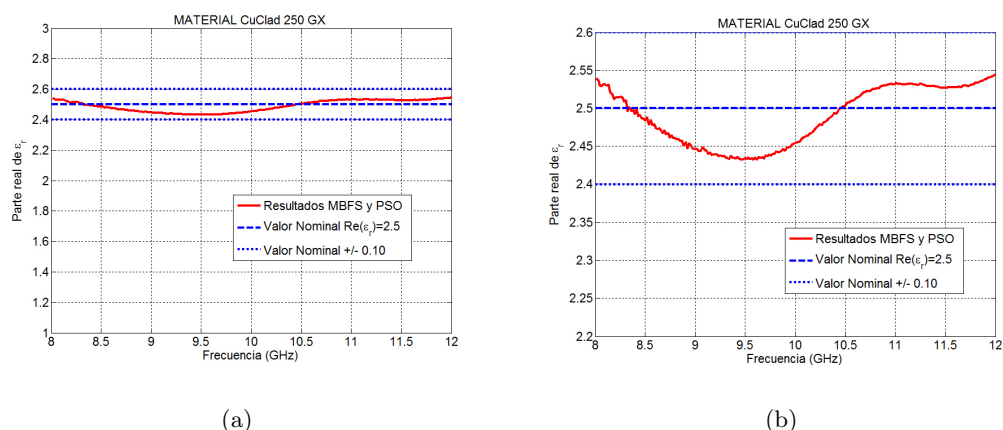 MATERIAL CuClad 250 GX
Parte real de εr
3
2.8
2.6
2.4
2.2
2
1.8
1.6
1.4
1.2
1
8
8.5
9
9.5
10
10.5
11
11.5
12
Frecuencia (GHz)
Resultados MBFS y PSO
Valor Nominal Re(εr)=2.5
Valor Nominal +/- 0.10
(a)
MATERIAL CuClad 250 GX
Parte real de εr
2.6
2.55
2.5
2.45
2.4
2.35
2.3
2.25
2.2
8
8.5
9
9.5
10
10.5
11
11.5
12
Frecuencia (GHz)
Resultados MBFS y PSO
Valor Nominal Re(εr)=2.5
Valor Nominal +/- 0.10
(b)